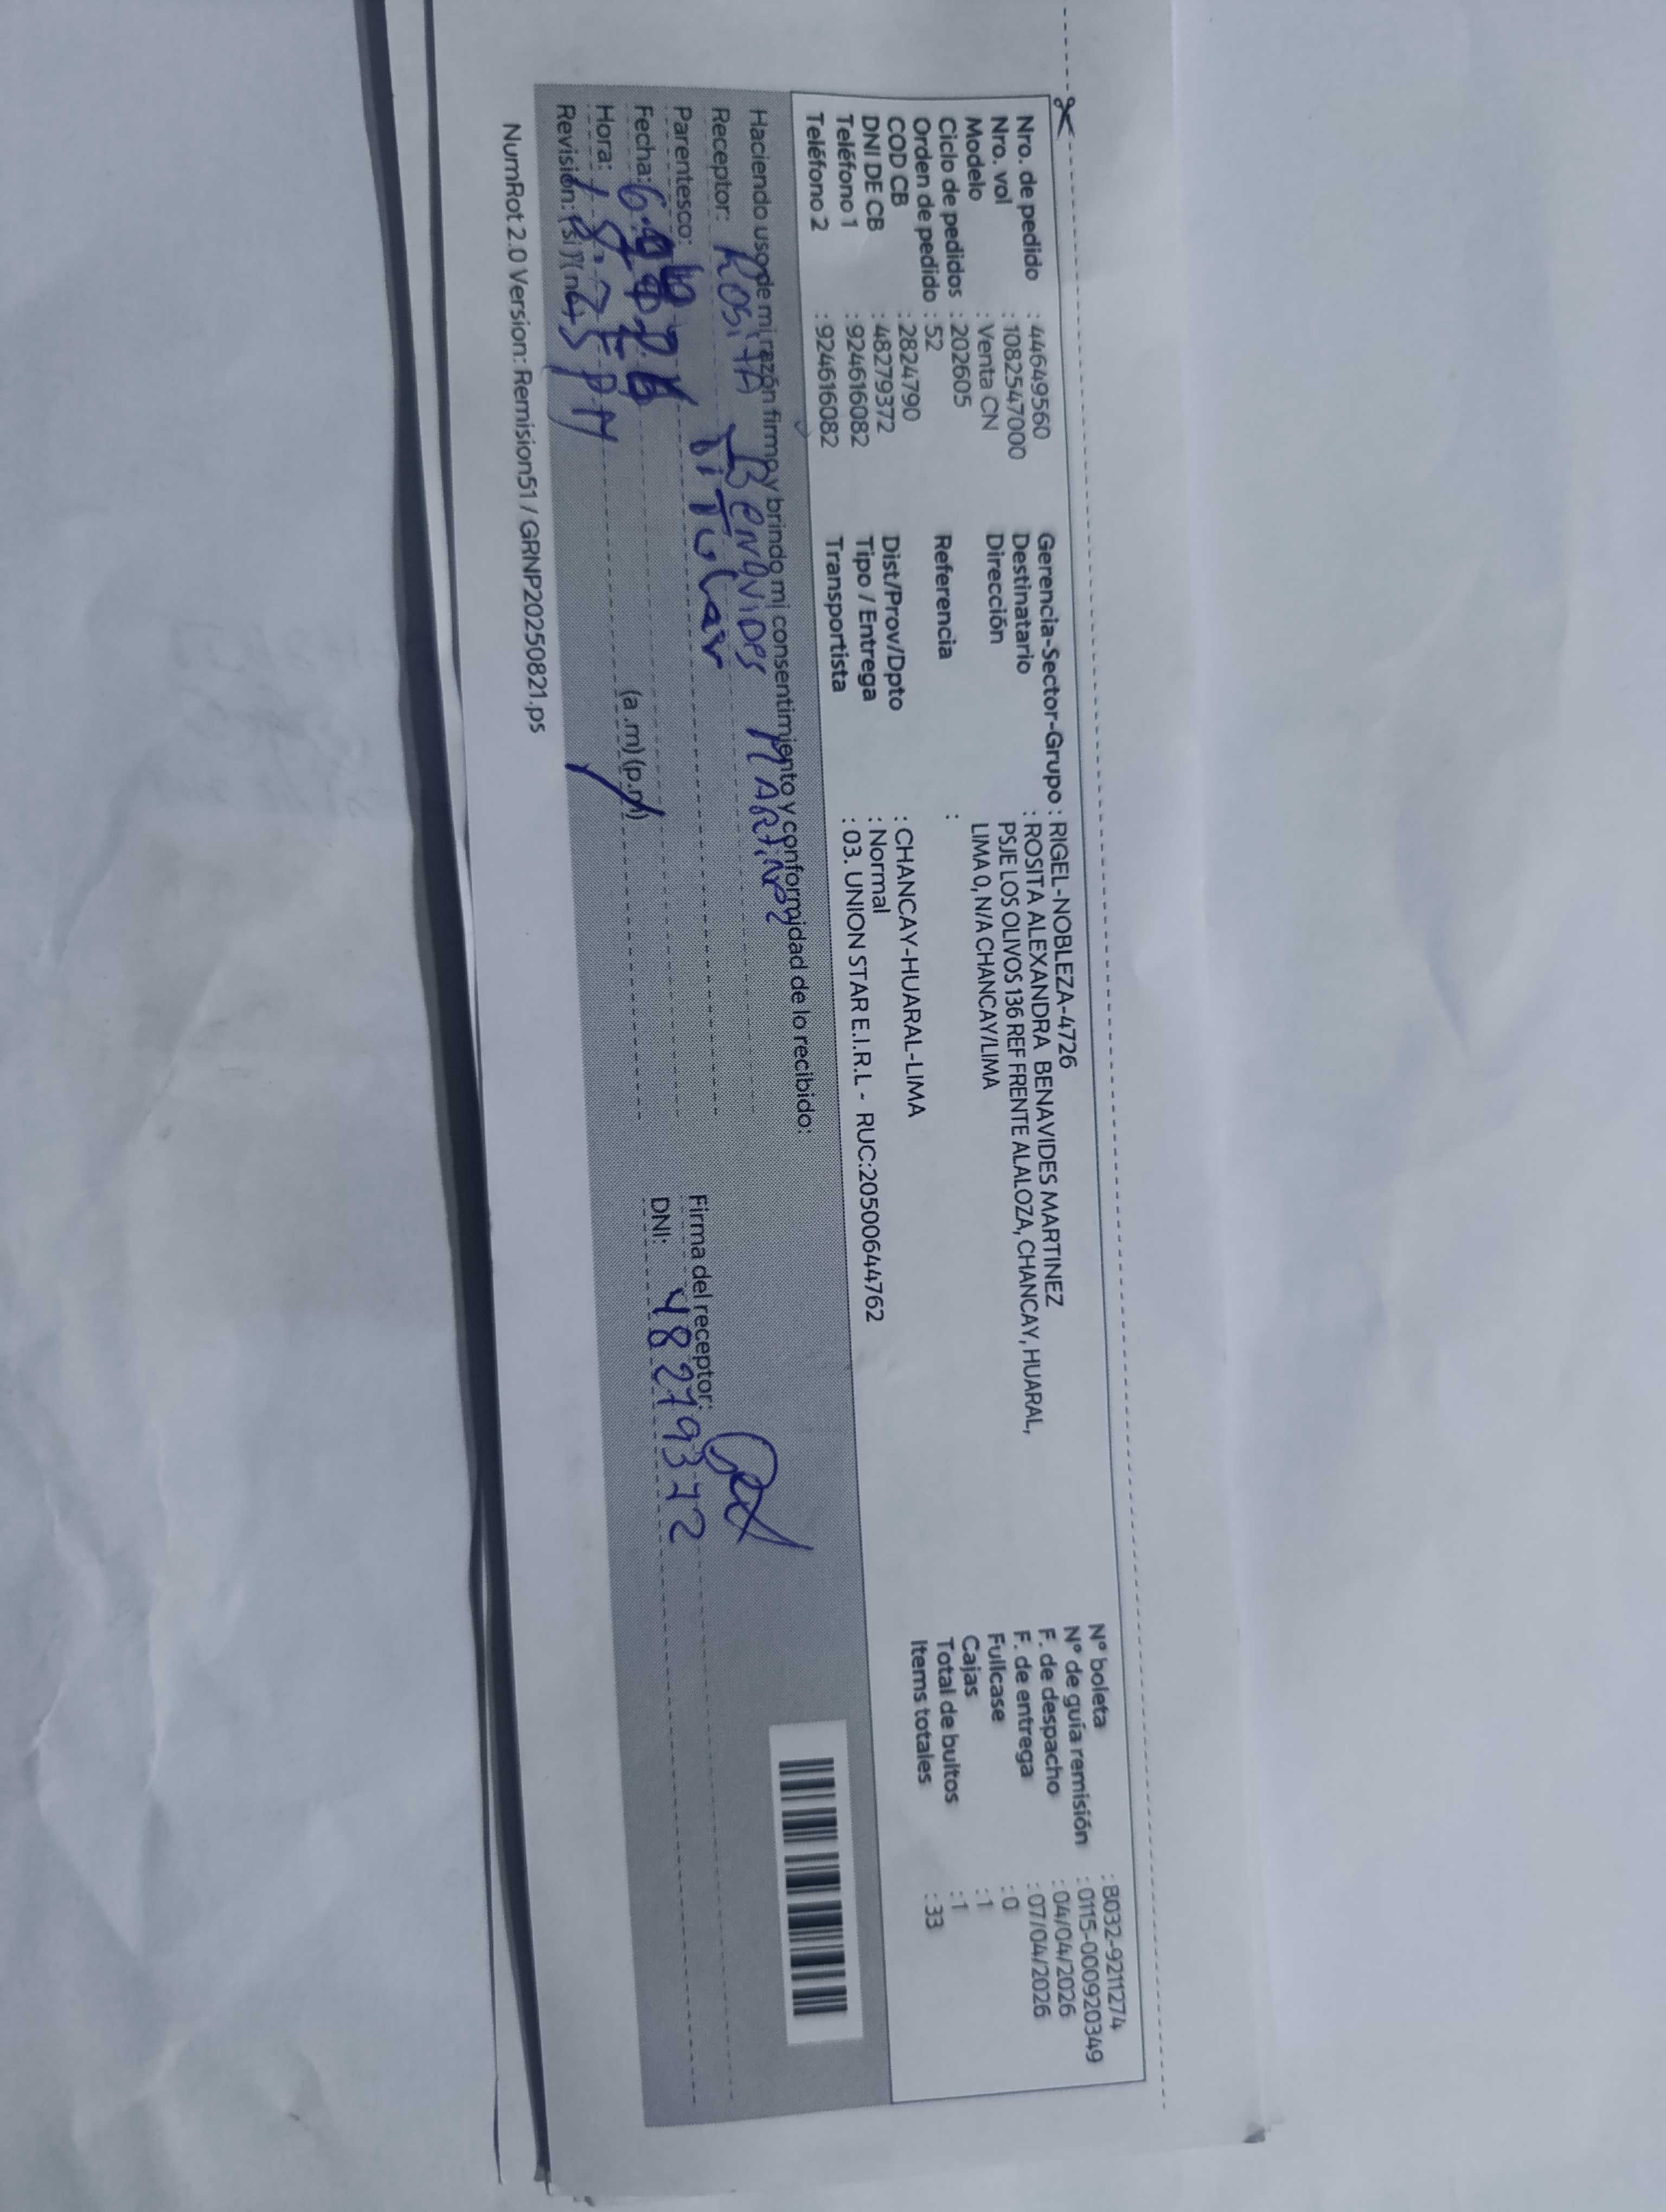 Nro. de pedido : 44649560
Nro. vol : 1082547000
Modelo : Venta CN
Ciclo de pedidos : 202605
Orden de pedido : 52
COD CB : 2824790
DNI DE CB : 48279372
Teléfono 1 : 924616082
Teléfono 2 : 924616082
Gerencia-Sector-Grupo : RIGEL-NOBLEZA-4726
Destinatario : ROSITA ALEXANDRA BENAVIDES MARTINEZ
Dirección PSJE LOS OLIVOS 136 REF FRENTE ALALOZA, CHANCAY, HUARAL,
LIMA 0, N/A CHANCAY/LIMA
Referencia :
Dist/Prov/Dpto : CHANCAY-HUARAL-LIMA
Tipo / Entrega : Normal
Transportista : 03. UNION STAR E.I.R.L - RUC:20500644762
N° boleta : B032-9211274
N° de guía remisión : 0115-000920349
F. de despacho : 04/04/2026
F. de entrega : 07/04/2026
Fullcase : 0
Cajas : 1
Total de bultos : 1
Items totales : 33
Haciendo uso de mi razón firmo y brindo mi consentimiento y conformidad de lo recibido:
Receptor: ROSITA BENAVIDES MARTINEZ
Parentesco: TiTular
Fecha:
Hora: (a .m) (p.m)
Revisión: (si) (no)
Firma del receptor:
DNI: 48279372
NumRot 2.0 Version: Remision51 / GRNP20250821.ps